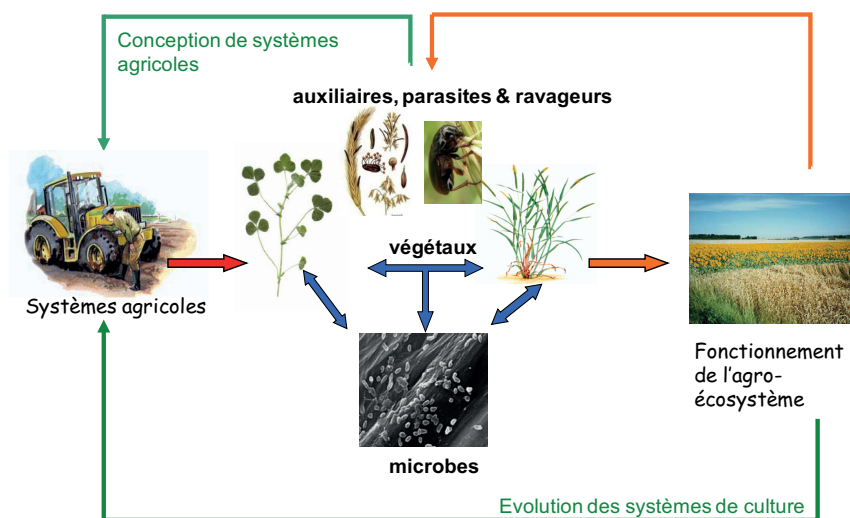 Conception de systèmes
agricoles
auxiliaires, parasites & ravageurs
végétaux
Systèmes agricoles
Fonctionnement
de l'agro-
écosystème
microbes
Evolution des systèmes de culture